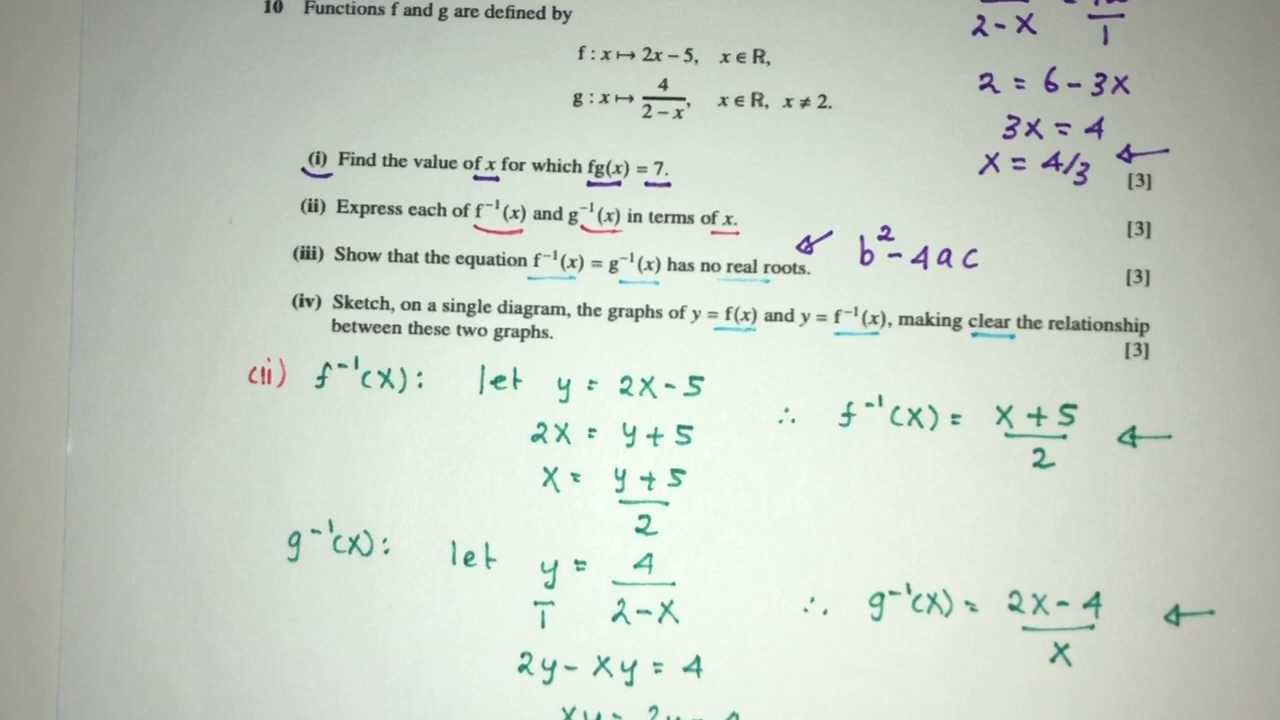 10 Functions f and g are defined by
f : x ↦ 2x – 5, x ∈ R,
g : x ↦ 4/(2 – x), x ∈ R, x ≠ 2.
2-x 1
2 = 6-3x
3x = 4
x = 4/3 ←
(i) Find the value of x for which fg(x) = 7. [3]
(ii) Express each of f⁻¹(x) and g⁻¹(x) in terms of x. [3]
(iii) Show that the equation f⁻¹(x) = g⁻¹(x) has no real roots. [3]
b²-4ac
(iv) Sketch, on a single diagram, the graphs of y = f(x) and y = f⁻¹(x), making clear the relationship
between these two graphs. [3]
(ii) f⁻¹(x): let y = 2x-5
2x = y+5
x = (y+5)/2
∴ f⁻¹(x) = (x+5)/2 ←
g⁻¹(x): let y/1 = 4/(2-x)
2y-xy = 4
∴ g⁻¹(x) = (2x-4)/x ←